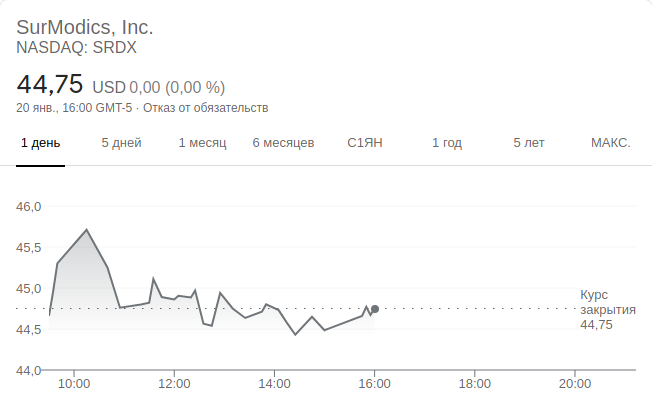 SurModics, Inc.
NASDAQ: SRDX
44,75 USD 0,00 (0,00 %)
20 янв., 16:00 GMT-5 · Отказ от обязательств
1 день 5 дней 1 месяц 6 месяцев С1ЯН 1 год 5 лет МАКС.
46,0
45,5
45,0
44,5
44,0
Курс
закрытия
44,75
10:00 12:00 14:00 16:00 18:00 20:00